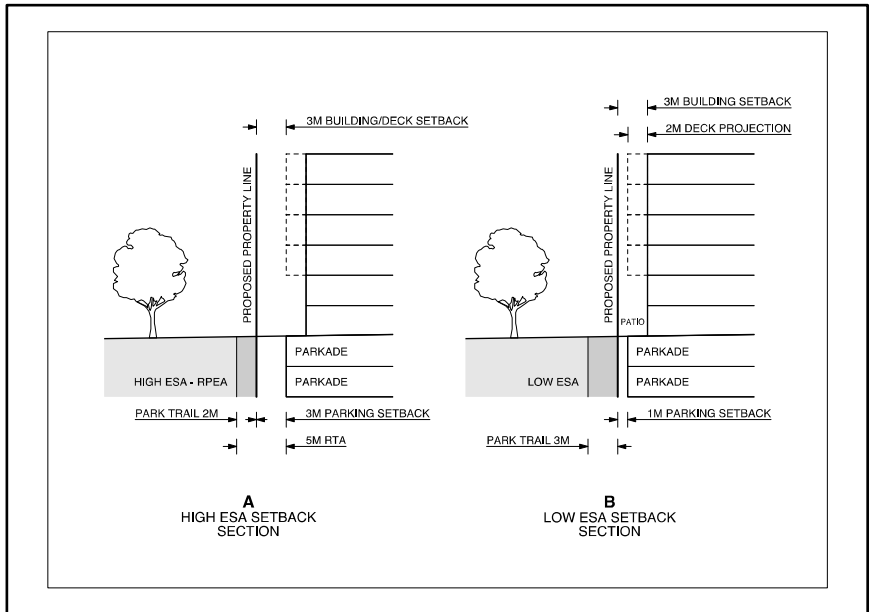 3M BUILDING/DECK SETBACK
PROPOSED PROPERTY LINE
PARKADE
HIGH ESA - RPEA
PARKADE
PARK TRAIL 2M
3M PARKING SETBACK
5M RTA
A
HIGH ESA SETBACK
SECTION
3M BUILDING SETBACK
2M DECK PROJECTION
PROPOSED PROPERTY LINE
PATIO
PARKADE
LOW ESA
PARKADE
1M PARKING SETBACK
PARK TRAIL 3M
B
LOW ESA SETBACK
SECTION